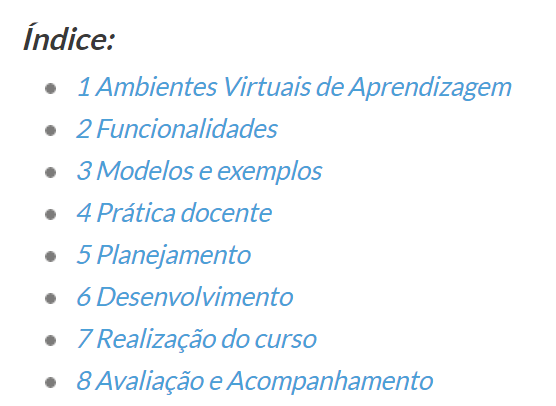 Índice:
1 Ambientes Virtuais de Aprendizagem
2 Funcionalidades
3 Modelos e exemplos
4 Prática docente
5 Planejamento
6 Desenvolvimento
7 Realização do curso
8 Avaliação e Acompanhamento